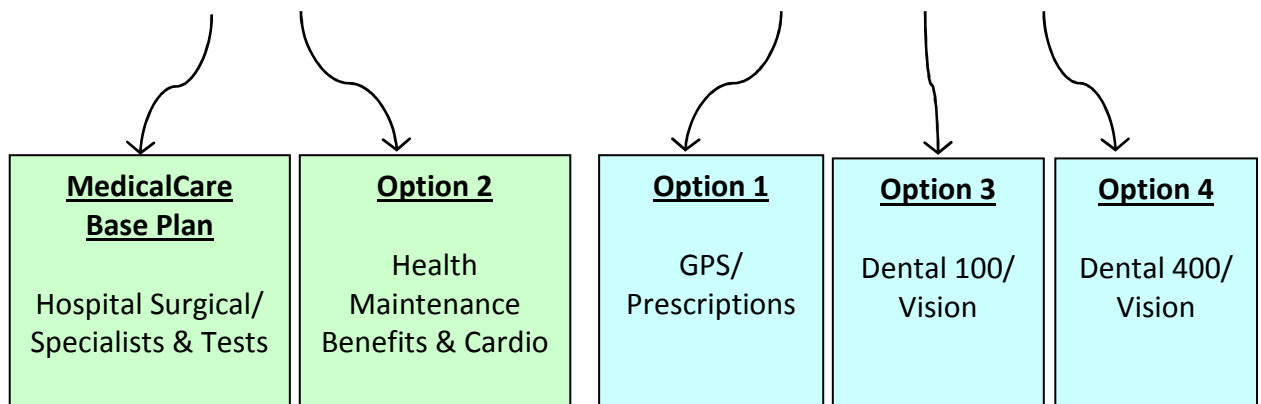 MedicalCare
Base Plan
Hospital Surgical/
Specialists & Tests
Option 2
Health
Maintenance
Benefits & Cardio
Option 1
GPS/
Prescriptions
Option 3
Dental 100/
Vision
Option 4
Dental 400/
Vision